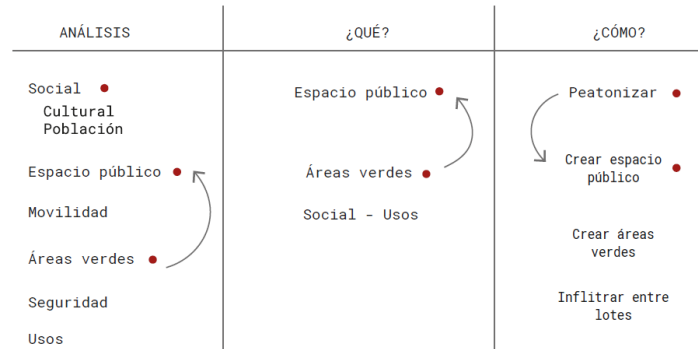 ANÁLISIS
Social
Cultural
Población
Espacio público
Movilidad
Áreas verdes
Seguridad
Usos
¿QUÉ?
Espacio público
Áreas verdes
Social - Usos
¿CÓMO?
Peatonizar
Crear espacio
público
Crear áreas
verdes
Inflitrar entre
lotes